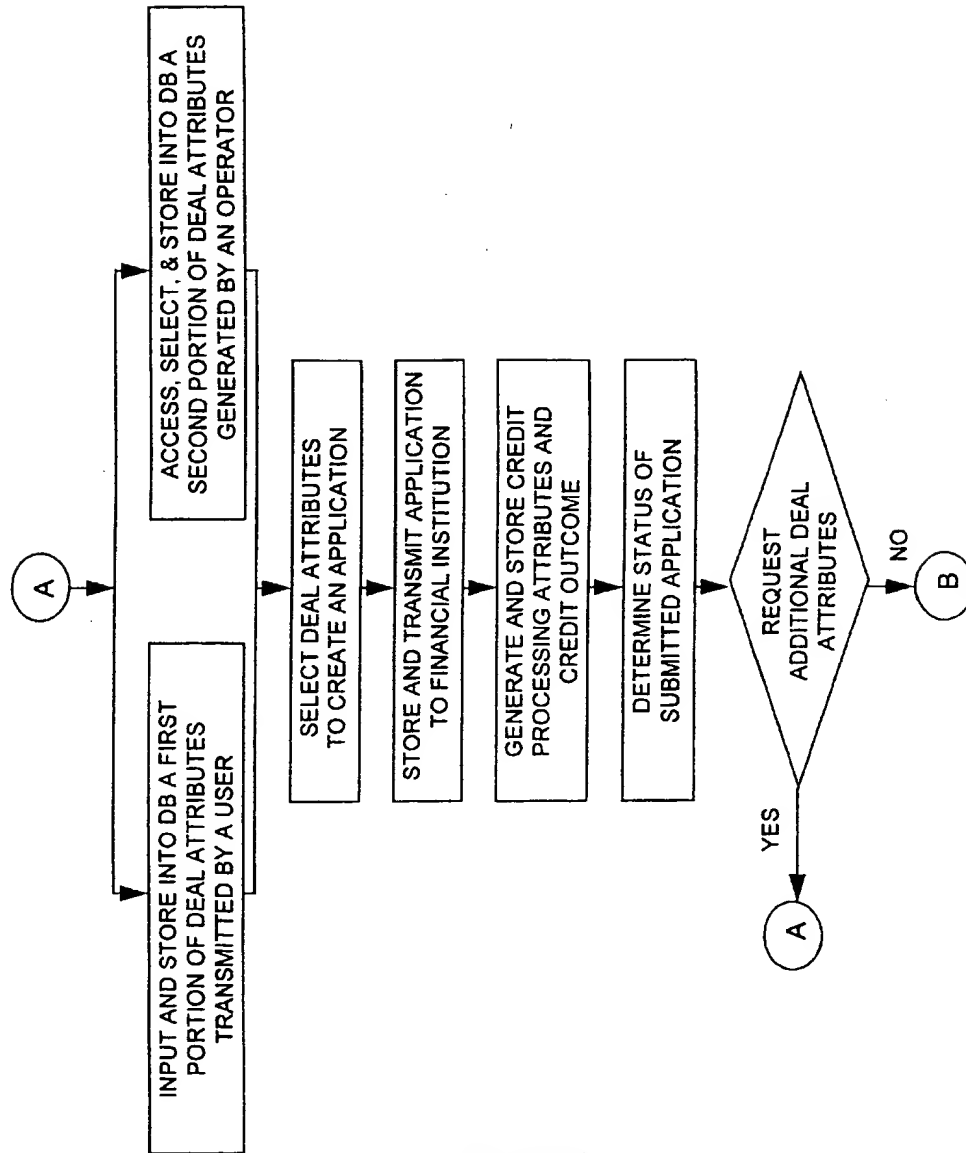 A
INPUT AND STORE INTO DB A FIRST
PORTION OF DEAL ATTRIBUTES
TRANSMITTED BY A USER
ACCESS, SELECT, & STORE INTO DB A
SECOND PORTION OF DEAL ATTRIBUTES
GENERATED BY AN OPERATOR
SELECT DEAL ATTRIBUTES
TO CREATE AN APPLICATION
STORE AND TRANSMIT APPLICATION
TO FINANCIAL INSTITUTION
GENERATE AND STORE CREDIT
PROCESSING ATTRIBUTES AND
CREDIT OUTCOME
DETERMINE STATUS OF
SUBMITTED APPLICATION
REQUEST
ADDITIONAL DEAL
ATTRIBUTES
YES
A
NO
B